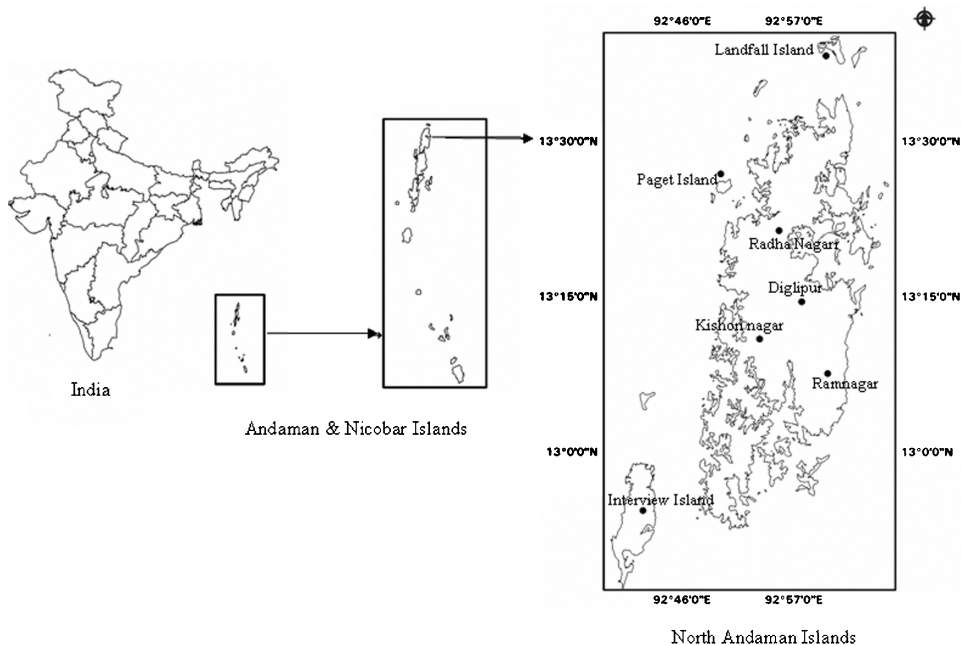 92°46'0"E 92°57'0"E
Landfall Island
13°30'0"N 13°30'0"N
Paget Island
Radha Nagarr
Diglipur
13°15'0"N 13°15'0"N
Kishon nagar
Ramnagar
India
Andaman & Nicobar Islands
13°0'0"N 13°0'0"N
Interview Island
92°46'0"E 92°57'0"E
North Andaman Islands